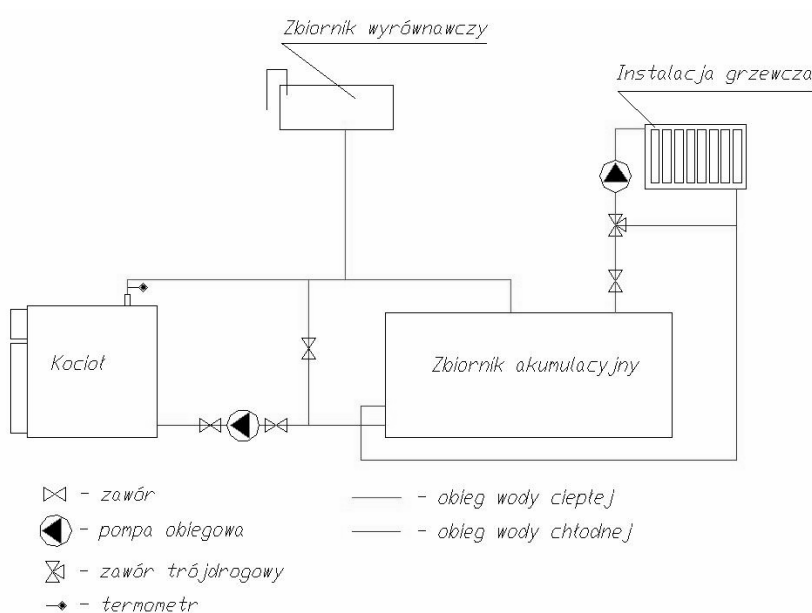 Zbiornik wyrównawczy
Instalacja grzewcza
Kocioł
Zbiornik akumulacyjny
- zawór
- pompa obiegowa
- zawór trójdrogowy
- termometr
- obieg wody ciepłej
- obieg wody chłodnej